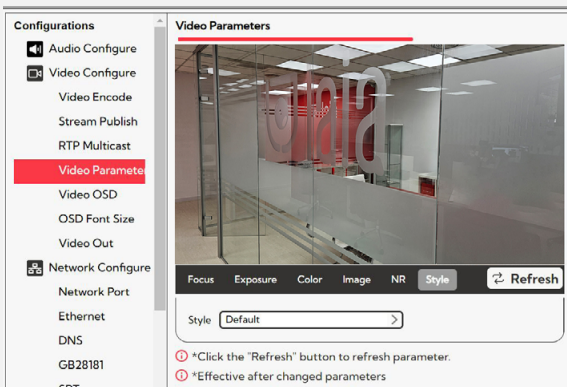 Configurations
Audio Configure
Video Configure
Video Encode
Stream Publish
RTP Multicast
Video Paramete
Video OSD
OSD Font Size
Video Out
Network Configure
Network Port
Ethernet
DNS
GB28181
Video Parameters
Focus Exposure Color Image NR Style Refresh
Style Default
*Click the "Refresh" button to refresh parameter.
*Effective after changed parameters